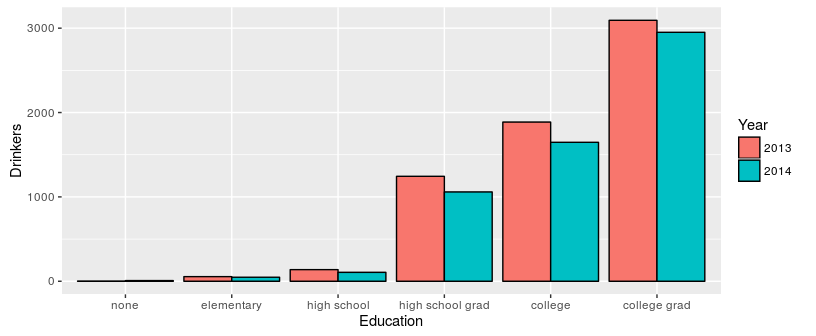 3000
2000
1000
0
Drinkers
none elementary high school high school grad college college grad
Education
Year
2013
2014